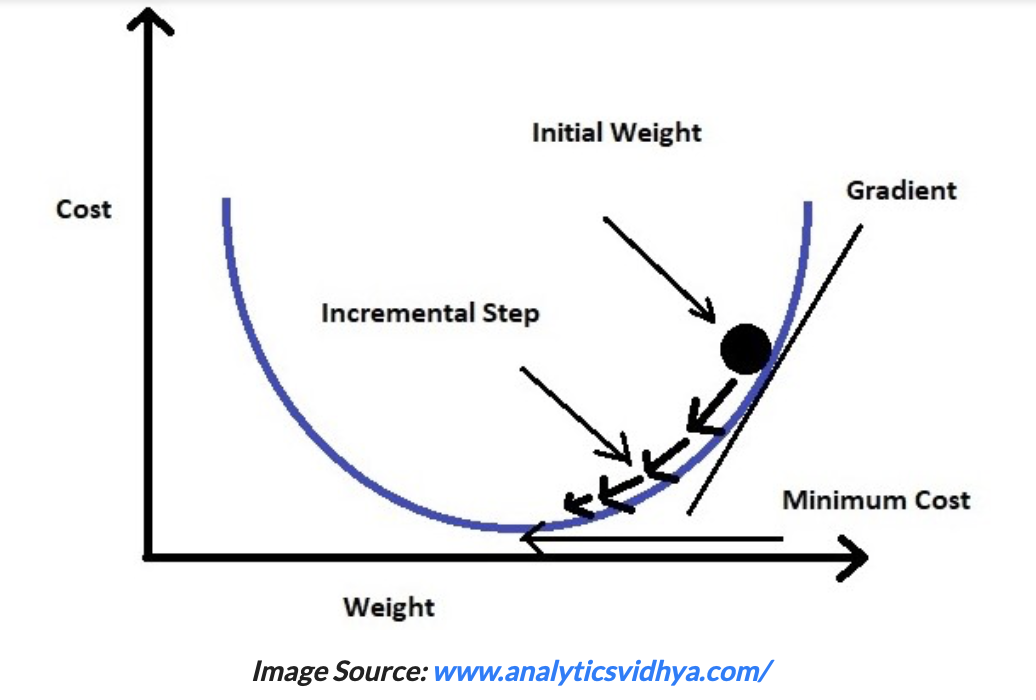 Initial Weight
Gradient
Cost
Incremental Step
Minimum Cost
Weight
Image Source: www.analyticsvidhya.com/